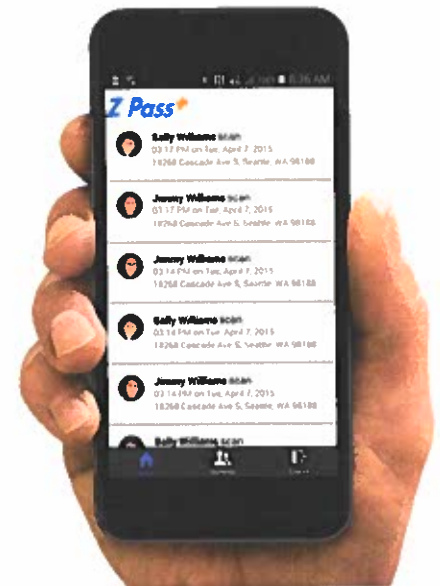 8:36 AM
Z Pass+
Sally Williams scan
03:17 PM on Tue, April 7, 2015
18268 Cascade Ave S, Seattle, WA 98188
Jimmy Williams scan
03:17 PM on Tue, April 7, 2015
18268 Cascade Ave S, Seattle, WA 98188
Jimmy Williams scan
03:14 PM on Tue, April 7, 2015
18268 Cascade Ave S, Seattle, WA 98188
Sally Williams scan
03:14 PM on Tue, April 7, 2015
18268 Cascade Ave S, Seattle, WA 98188
Jimmy Williams scan
03:14 PM on Tue, April 7, 2015
18268 Cascade Ave S, Seattle, WA 98188
Sally Williams scan